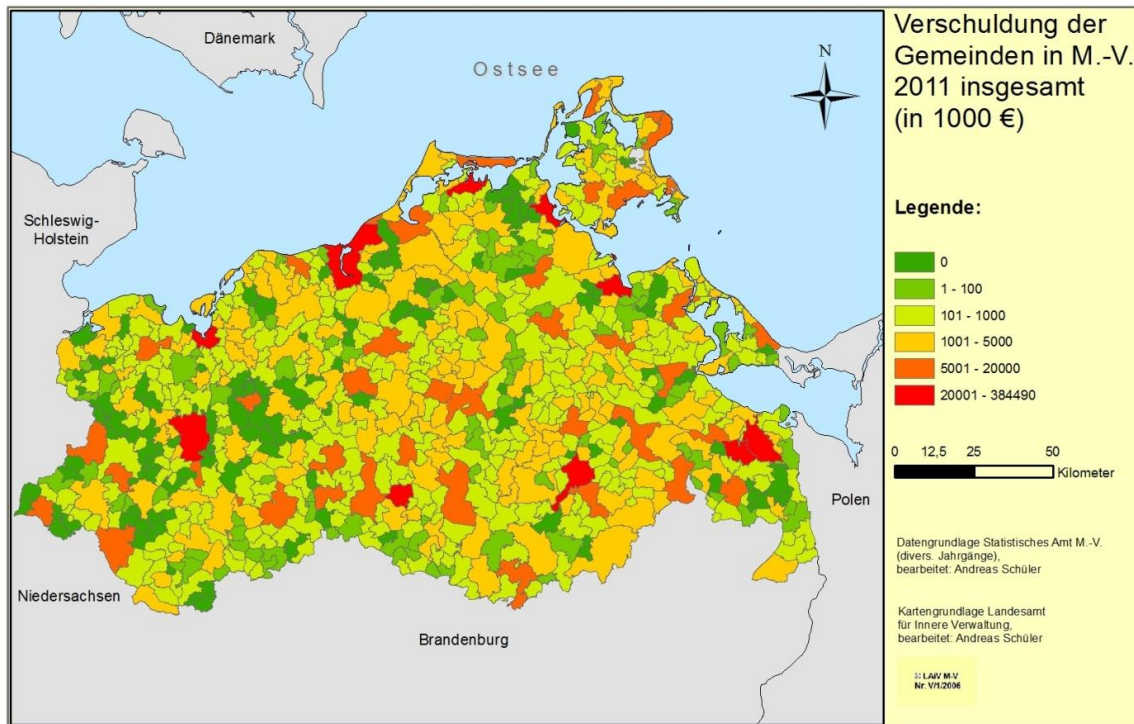 Verschuldung der
Gemeinden in M.-V.
2011 insgesamt
(in 1000 €)
Legende:
0
1 - 100
101 - 1000
1001 - 5000
5001 - 20000
20001 - 384490
0 12,5 25 50
Kilometer
Datengrundlage Statistisches Amt M.-V.
(divers. Jahrgänge),
bearbeitet: Andreas Schüler
Kartengrundlage Landesamt
für Innere Verwaltung,
bearbeitet: Andreas Schüler
© LAiV M-V
Nr. V/1/2006
Dänemark
Ostsee
N
Schleswig-
Holstein
Polen
Niedersachsen
Brandenburg